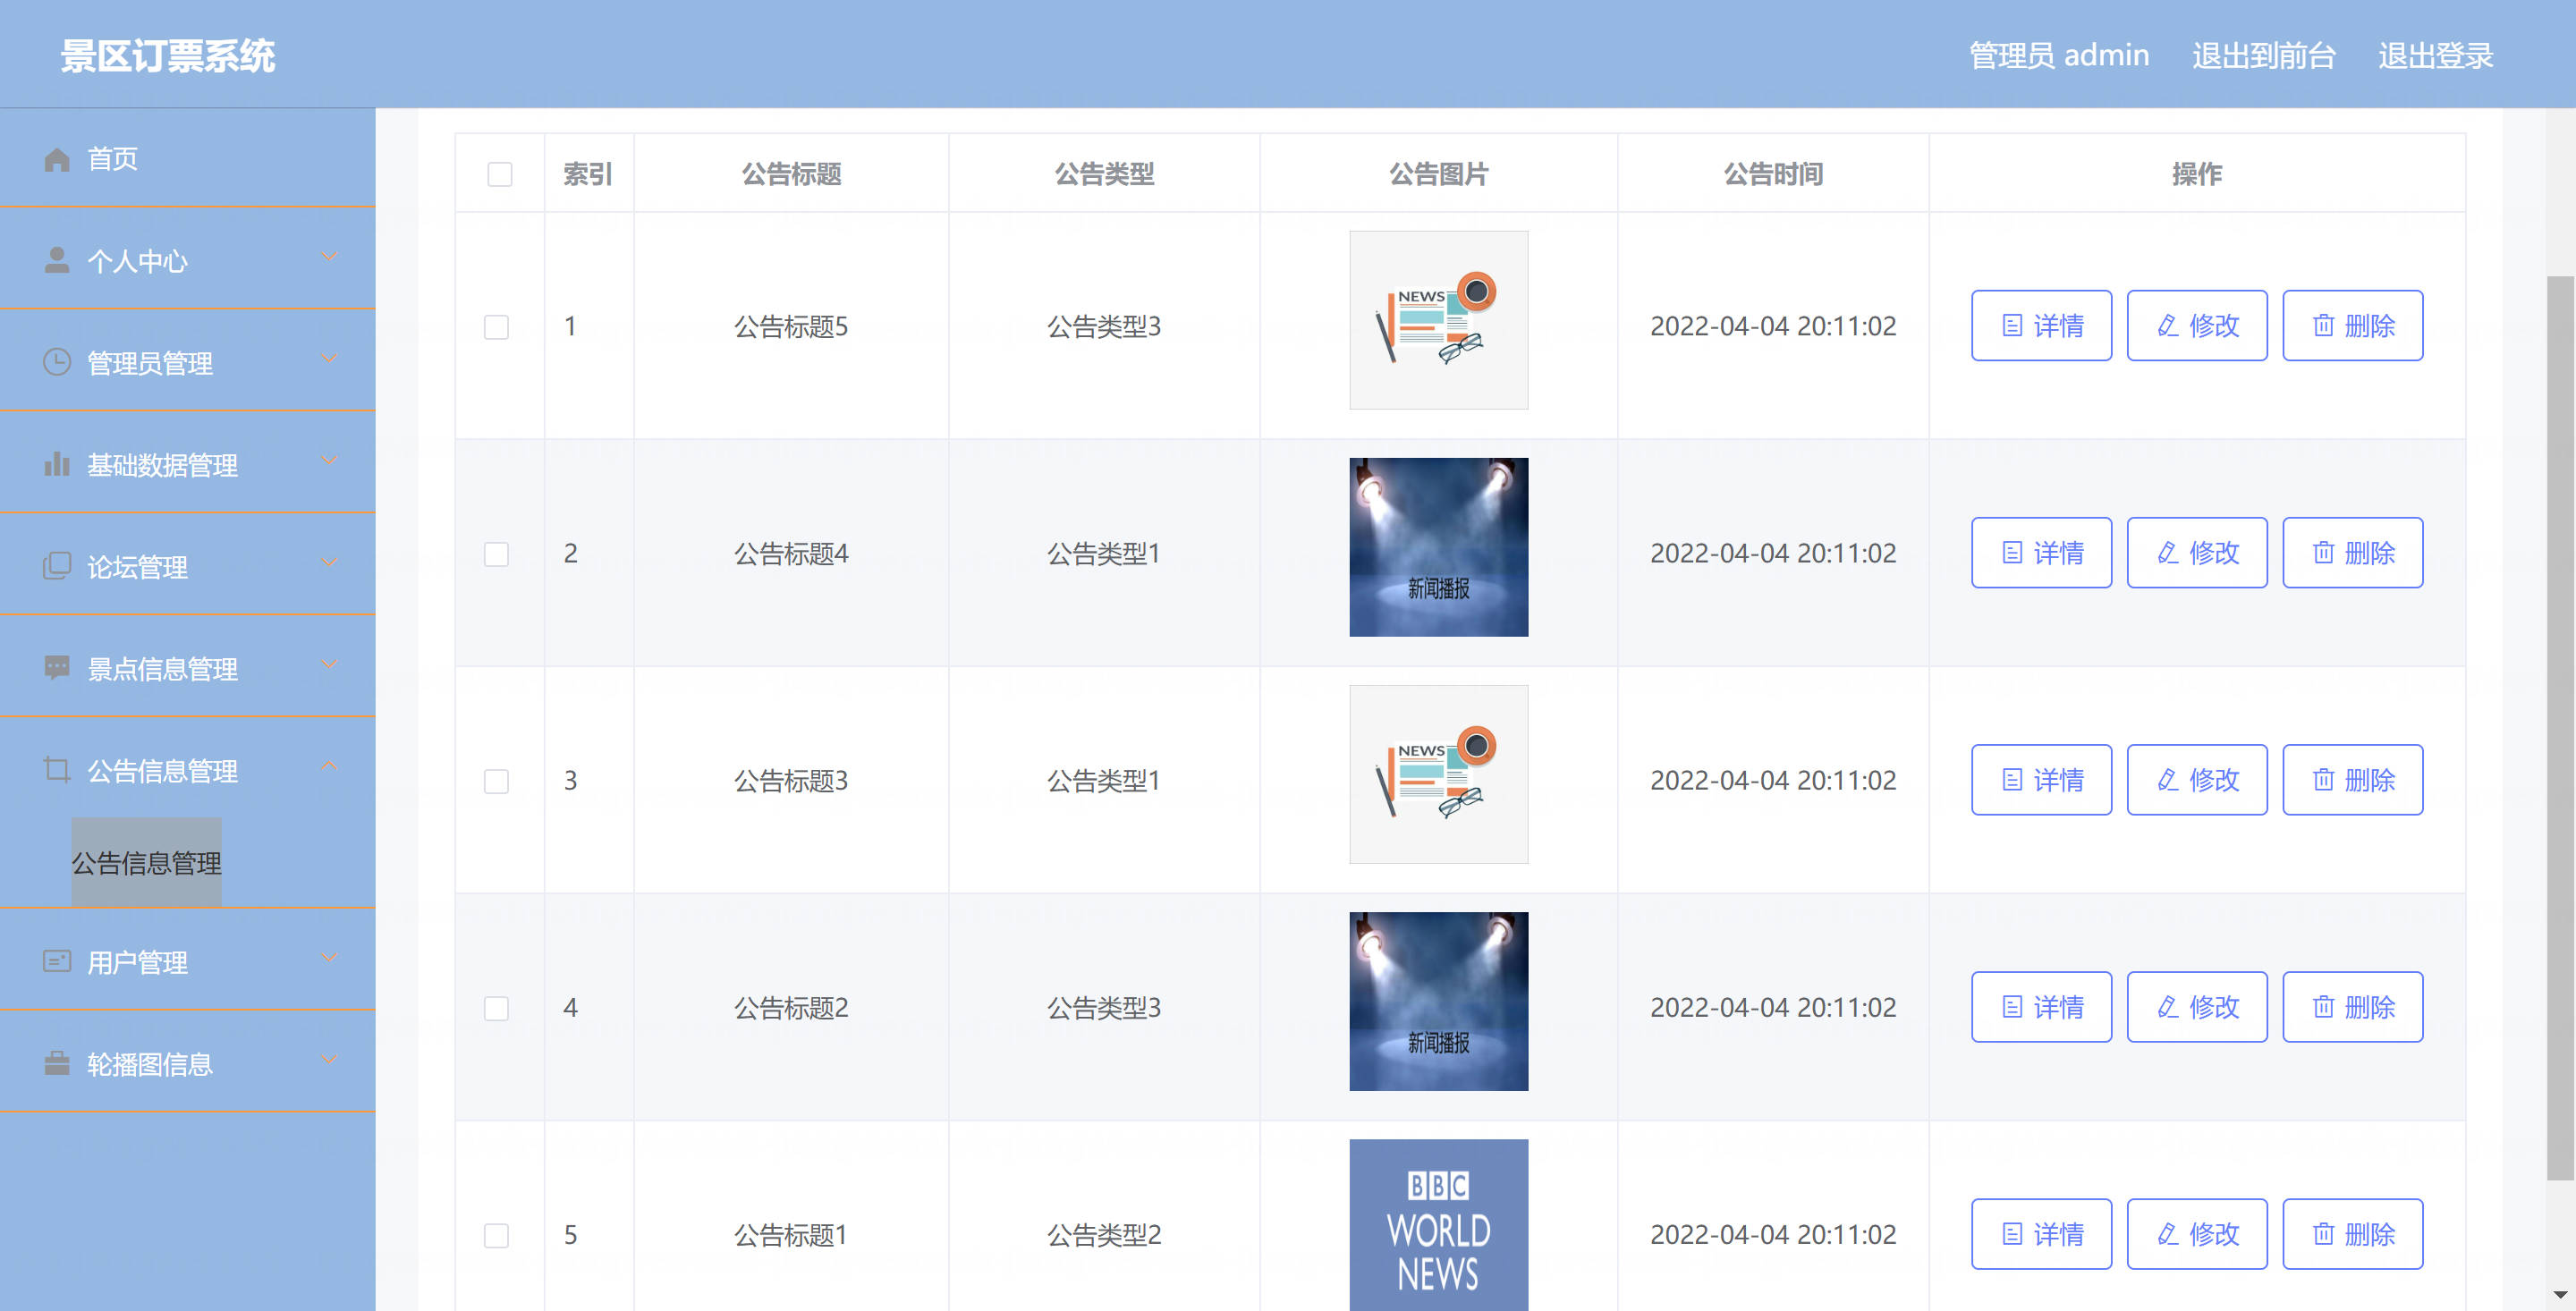 景区订票系统
管理员 admin 退出到前台 退出登录
首页
个人中心
管理员管理
基础数据管理
论坛管理
景点信息管理
公告信息管理
公告信息管理
用户管理
轮播图信息
索引 公告标题 公告类型 公告图片 公告时间 操作
NEWS
1 公告标题5 公告类型3 2022-04-04 20:11:02 详情 修改 删除
2 公告标题4 公告类型1 2022-04-04 20:11:02 详情 修改 删除
新闻播报
NEWS
3 公告标题3 公告类型1 2022-04-04 20:11:02 详情 修改 删除
4 公告标题2 公告类型3 2022-04-04 20:11:02 详情 修改 删除
新闻播报
BBC
WORLD
NEWS
5 公告标题1 公告类型2 2022-04-04 20:11:02 详情 修改 删除